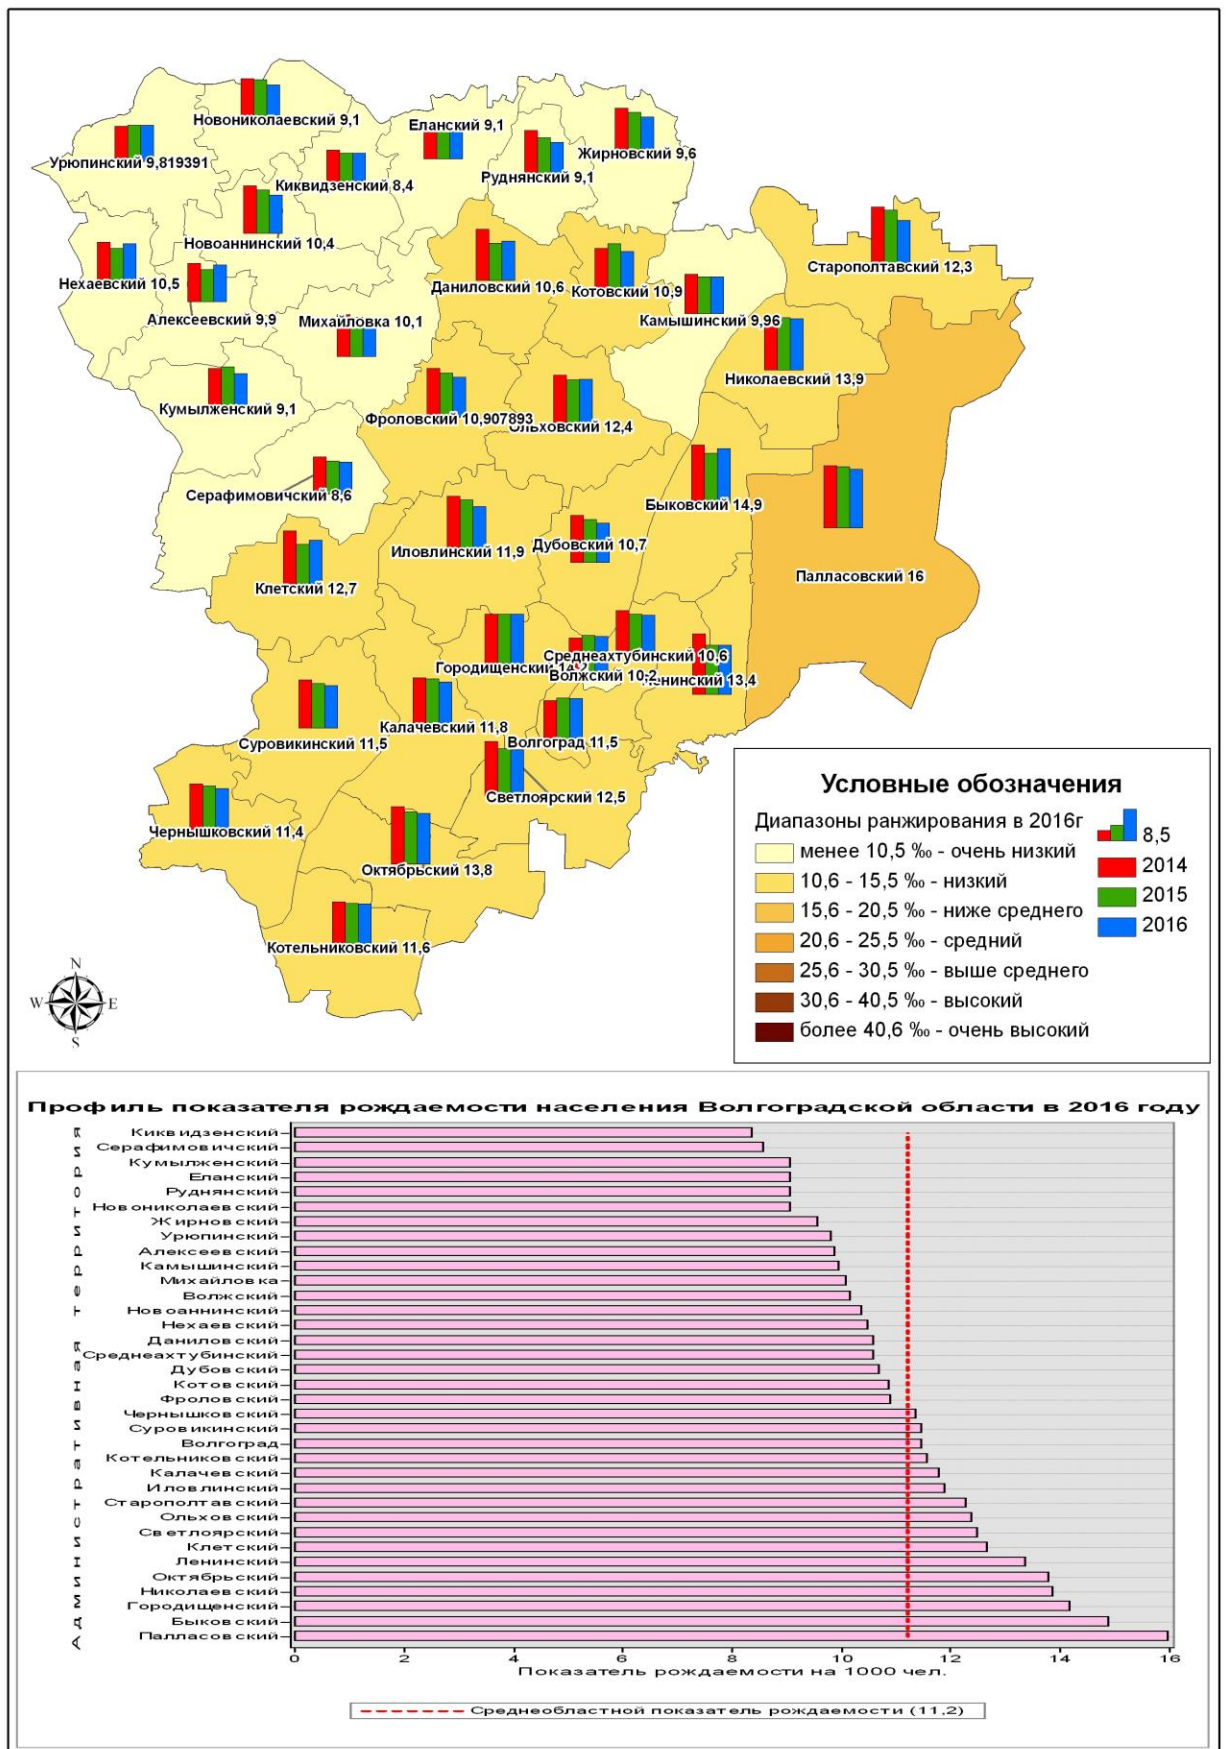 Новониколаевский 9,1
Еланский 9,1
Жирновский 9,6
Урюпинский 9,819391
Киквидзенский 8,4
Руднянский 9,1
Новоаннинский 10,4
Старополтавский 12,3
Нехаевский 10,5
Даниловский 10,6
Котовский 10,9
Алексеевский 9,9
Михайловка 10,1
Камышинский 9,96
Николаевский 13,9
Кумылженский 9,1
Фроловский 10,907893
Ольховский 12,4
Серафимовичский 8,6
Быковский 14,9
Иловлинский 11,9
Дубовский 10,7
Палласовский 16
Клетский 12,7
Среднеахтубинский 10,6
Городищенский 14,2
Волжский 10,2
Ленинский 13,4
Калачевский 11,8
Суровикинский 11,5
Волгоград 11,5
Светлоярский 12,5
Чернышковский 11,4
Октябрьский 13,8
Котельниковский 11,6
N
W
E
S
Условные обозначения
Диапазоны ранжирования в 2016г
менее 10,5 ‰ - очень низкий
10,6 - 15,5 ‰ - низкий
15,6 - 20,5 ‰ - ниже среднего
20,6 - 25,5 ‰ - средний
25,6 - 30,5 ‰ - выше среднего
30,6 - 40,5 ‰ - высокий
более 40,6 ‰ - очень высокий
8,5
2014
2015
2016
Профиль показателя рождаемости населения Волгоградской области в 2016 году
Административная территория
Киквидзенский
Серафимовичский
Кумылженский
Еланский
Руднянский
Новониколаевский
Жирновский
Урюпинский
Алексеевский
Камышинский
Михайловка
Волжский
Новоаннинский
Нехаевский
Даниловский
Среднеахтубинский
Дубовский
Котовский
Фроловский
Чернышковский
Суровикинский
Волгоград
Котельниковский
Калачевский
Иловлинский
Старополтавский
Ольховский
Светлоярский
Клетский
Ленинский
Октябрьский
Николаевский
Городищенский
Быковский
Палласовский
0 2 4 6 8 10 12 14 16
Показатель рождаемости на 1000 чел.
Среднеобластной показатель рождаемости (11,2)